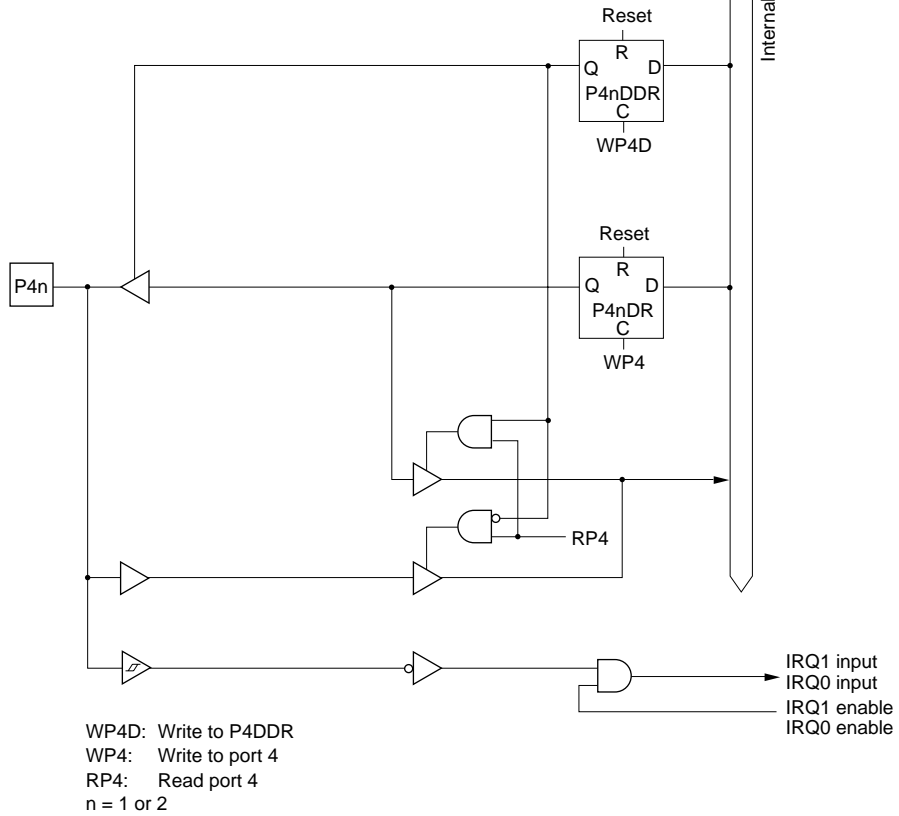 Internal
Reset
R
Q D
P4nDDR
C
WP4D
Reset
R
Q D
P4nDR
C
WP4
P4n
RP4
IRQ1 input
IRQ0 input
IRQ1 enable
IRQ0 enable
WP4D: Write to P4DDR
WP4: Write to port 4
RP4: Read port 4
n = 1 or 2